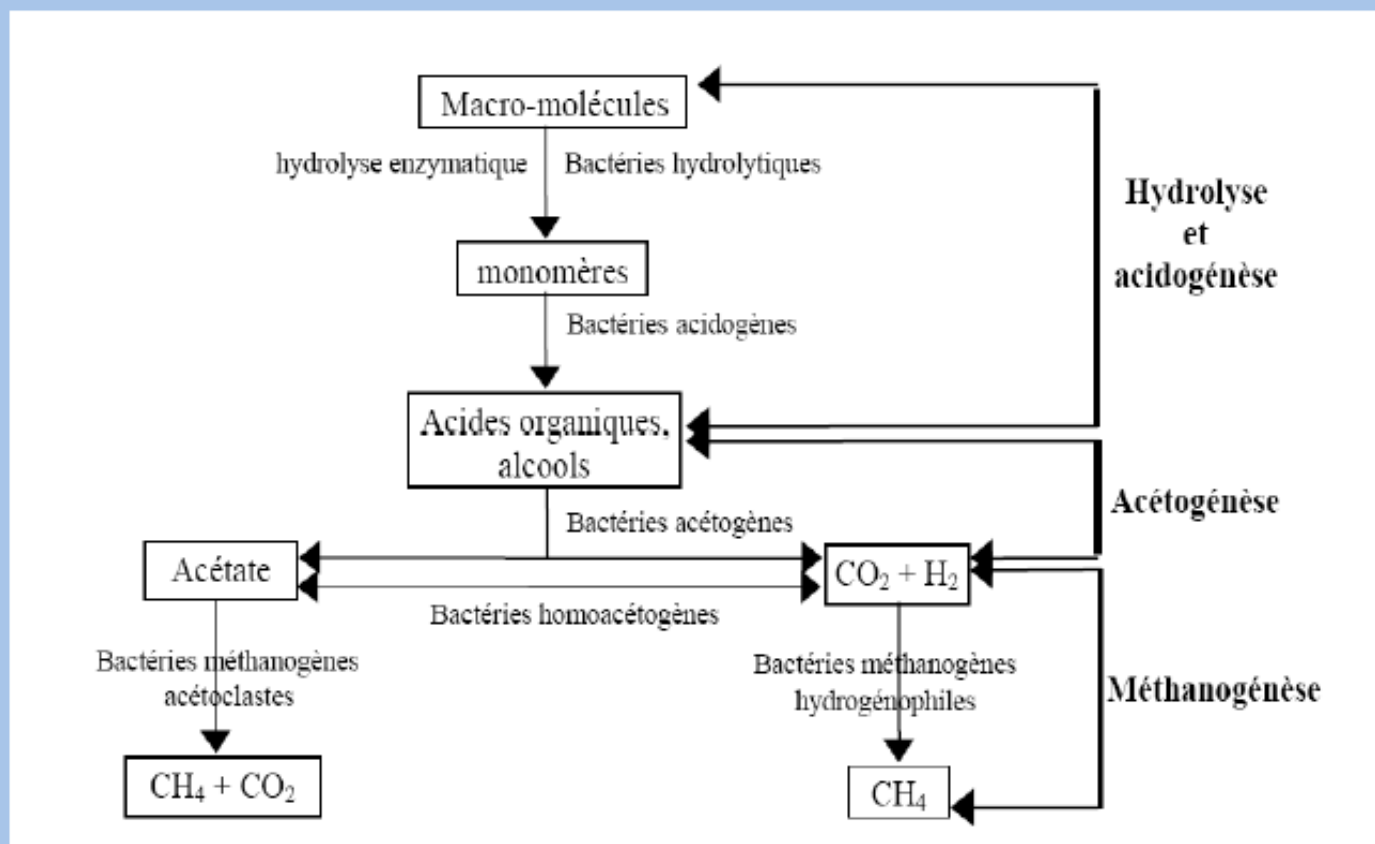 Macro-molécules
hydrolyse enzymatique
Bactéries hydrolytiques
Hydrolyse
et
acidogénèse
monomères
Bactéries acidogènes
Acides organiques,
alcools
Acétogénèse
Bactéries acétogènes
Acétate
CO₂ + H₂
Bactéries homoacétogènes
Bactéries méthanogènes
acétoclastes
Bactéries méthanogènes
hydrogénophiles
Méthanogénèse
CH₄ + CO₂
CH₄